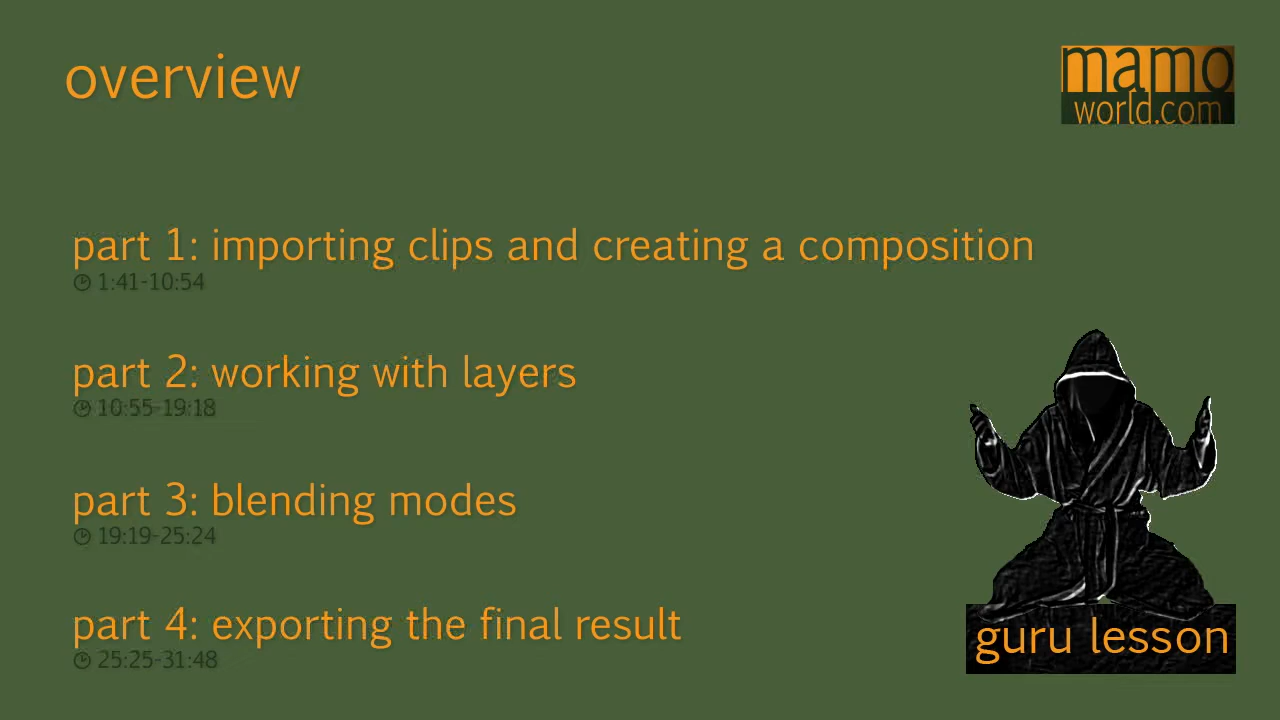 overview
mamo
world.com
part 1: importing clips and creating a composition
1:41-10:54
part 2: working with layers
10:55-19:18
part 3: blending modes
19:19-25:24
part 4: exporting the final result
25:25-31:48
guru lesson